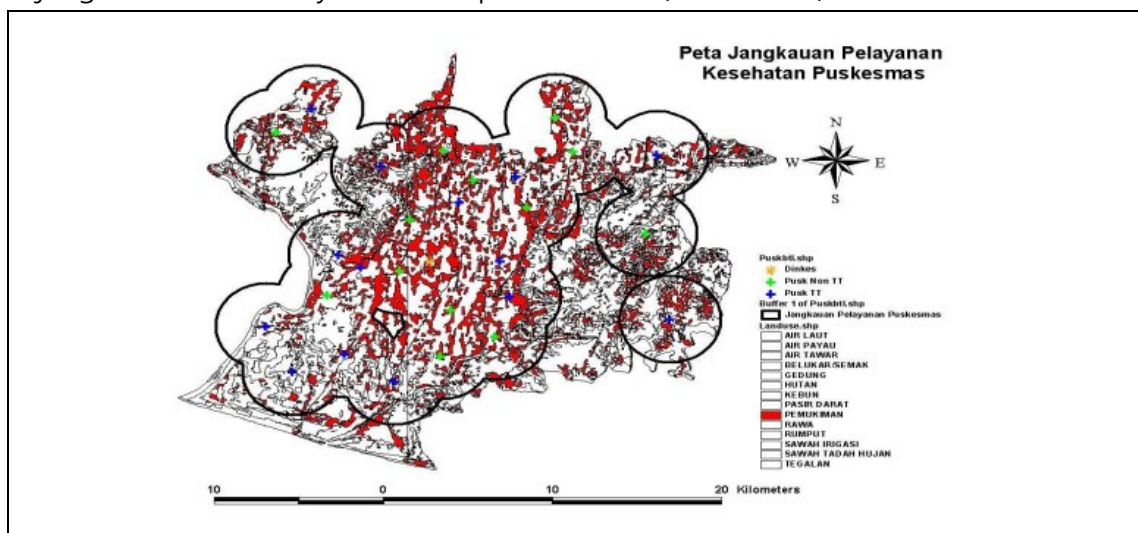 Peta Jangkauan Pelayanan
Kesehatan Puskesmas
N
W
E
S
Puskbtl.shp
Dinkes
Pusk Non TT
Pusk TT
Buffer 1 of Puskbtl.shp
Jangkauan Pelayanan Puskesmas
Landuse.shp
AIR LAUT
AIR PAYAU
AIR TAWAR
BELUKAR/SEMAK
GEDUNG
HUTAN
KEBUN
PASIR DARAT
PEMUKIMAN
RAWA
RUMPUT
SAWAH IRIGASI
SAWAH TADAH HUJAN
TEGALAN
10 0 10 20 Kilometers